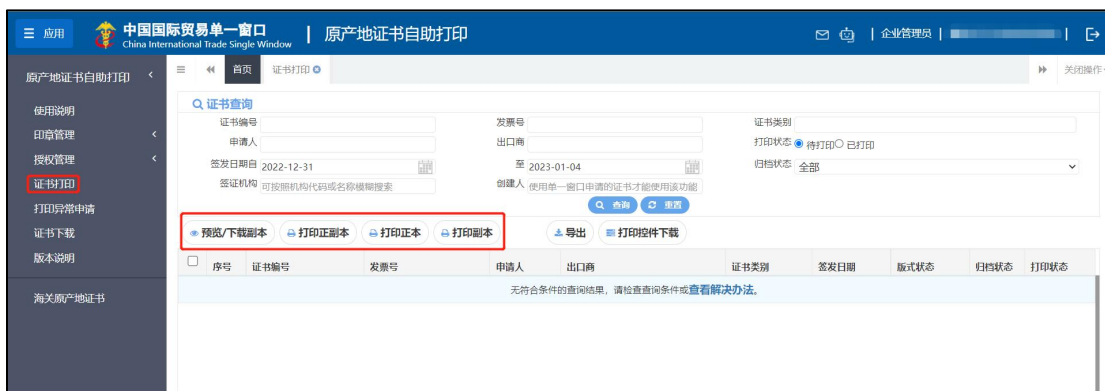 应用
中国国际贸易单一窗口
China International Trade Single Window
原产地证书自助打印
企业管理员
原产地证书自助打印
首页
证书打印
关闭操作
使用说明
印章管理
授权管理
证书打印
打印异常申请
证书下载
版本说明
海关原产地证书
证书查询
证书编号
发票号
证书类别
申请人
出口商
打印状态 待打印 已打印
签发日期自 2022-12-31
至 2023-01-04
归档状态 全部
签证机构 可按照机构代码或名称模糊搜索
创建人 使用单一窗口申请的证书才能使用该功能
查询 重置
预览/下载副本 打印正副本 打印正本 打印副本 导出 打印控件下载
序号 证书编号 发票号 申请人 出口商 证书类别 签发日期 版式状态 归档状态 打印状态
无符合条件的查询结果，请检查查询条件或查看解决办法。